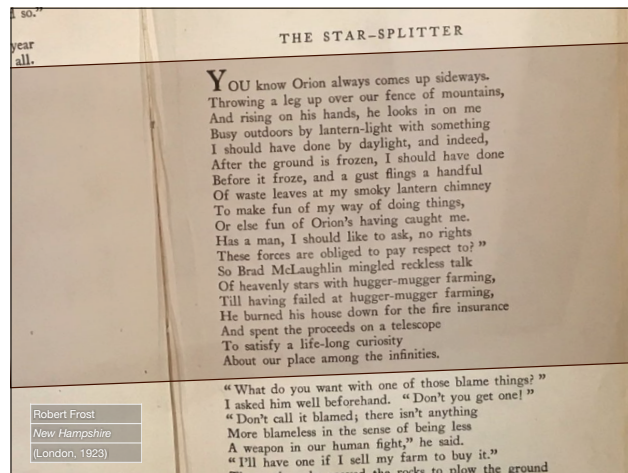 d so.”
year
all.
THE STAR–SPLITTER
YOU know Orion always comes up sideways.
Throwing a leg up over our fence of mountains,
And rising on his hands, he looks in on me
Busy outdoors by lantern-light with something
I should have done by daylight, and indeed,
After the ground is frozen, I should have done
Before it froze, and a gust flings a handful
Of waste leaves at my smoky lantern chimney
To make fun of my way of doing things,
Or else fun of Orion's having caught me.
Has a man, I should like to ask, no rights
These forces are obliged to pay respect to? ”
So Brad McLaughlin mingled reckless talk
Of heavenly stars with hugger-mugger farming,
Till having failed at hugger-mugger farming,
He burned his house down for the fire insurance
And spent the proceeds on a telescope
To satisfy a life-long curiosity
About our place among the infinities.
“ What do you want with one of those blame things? ”
I asked him well beforehand. “ Don't you get one! ”
“ Don't call it blamed; there isn't anything
More blameless in the sense of being less
A weapon in our human fight,” he said.
“ I'll have one if I sell my farm to buy it.”
the rocks to plow the ground
Robert Frost
New Hampshire
(London, 1923)